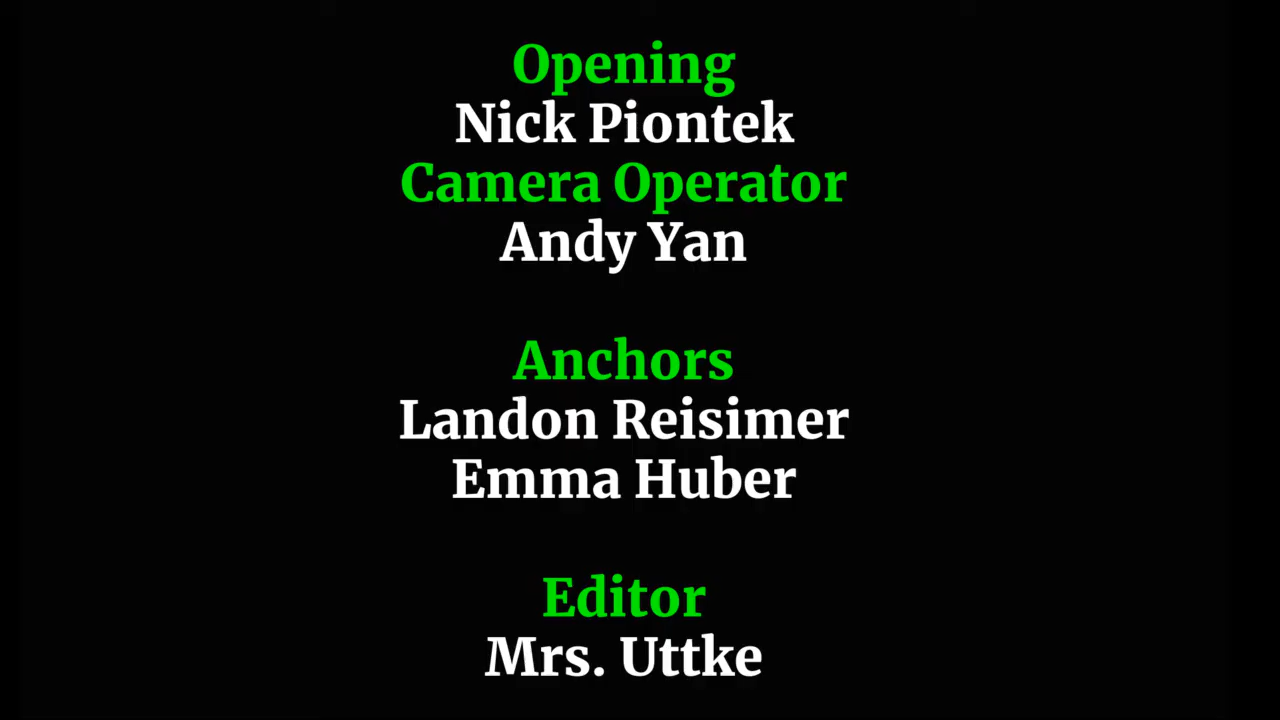 Opening
Nick Piontek
Camera Operator
Andy Yan
Anchors
Landon Reisimer
Emma Huber
Editor
Mrs. Uttke